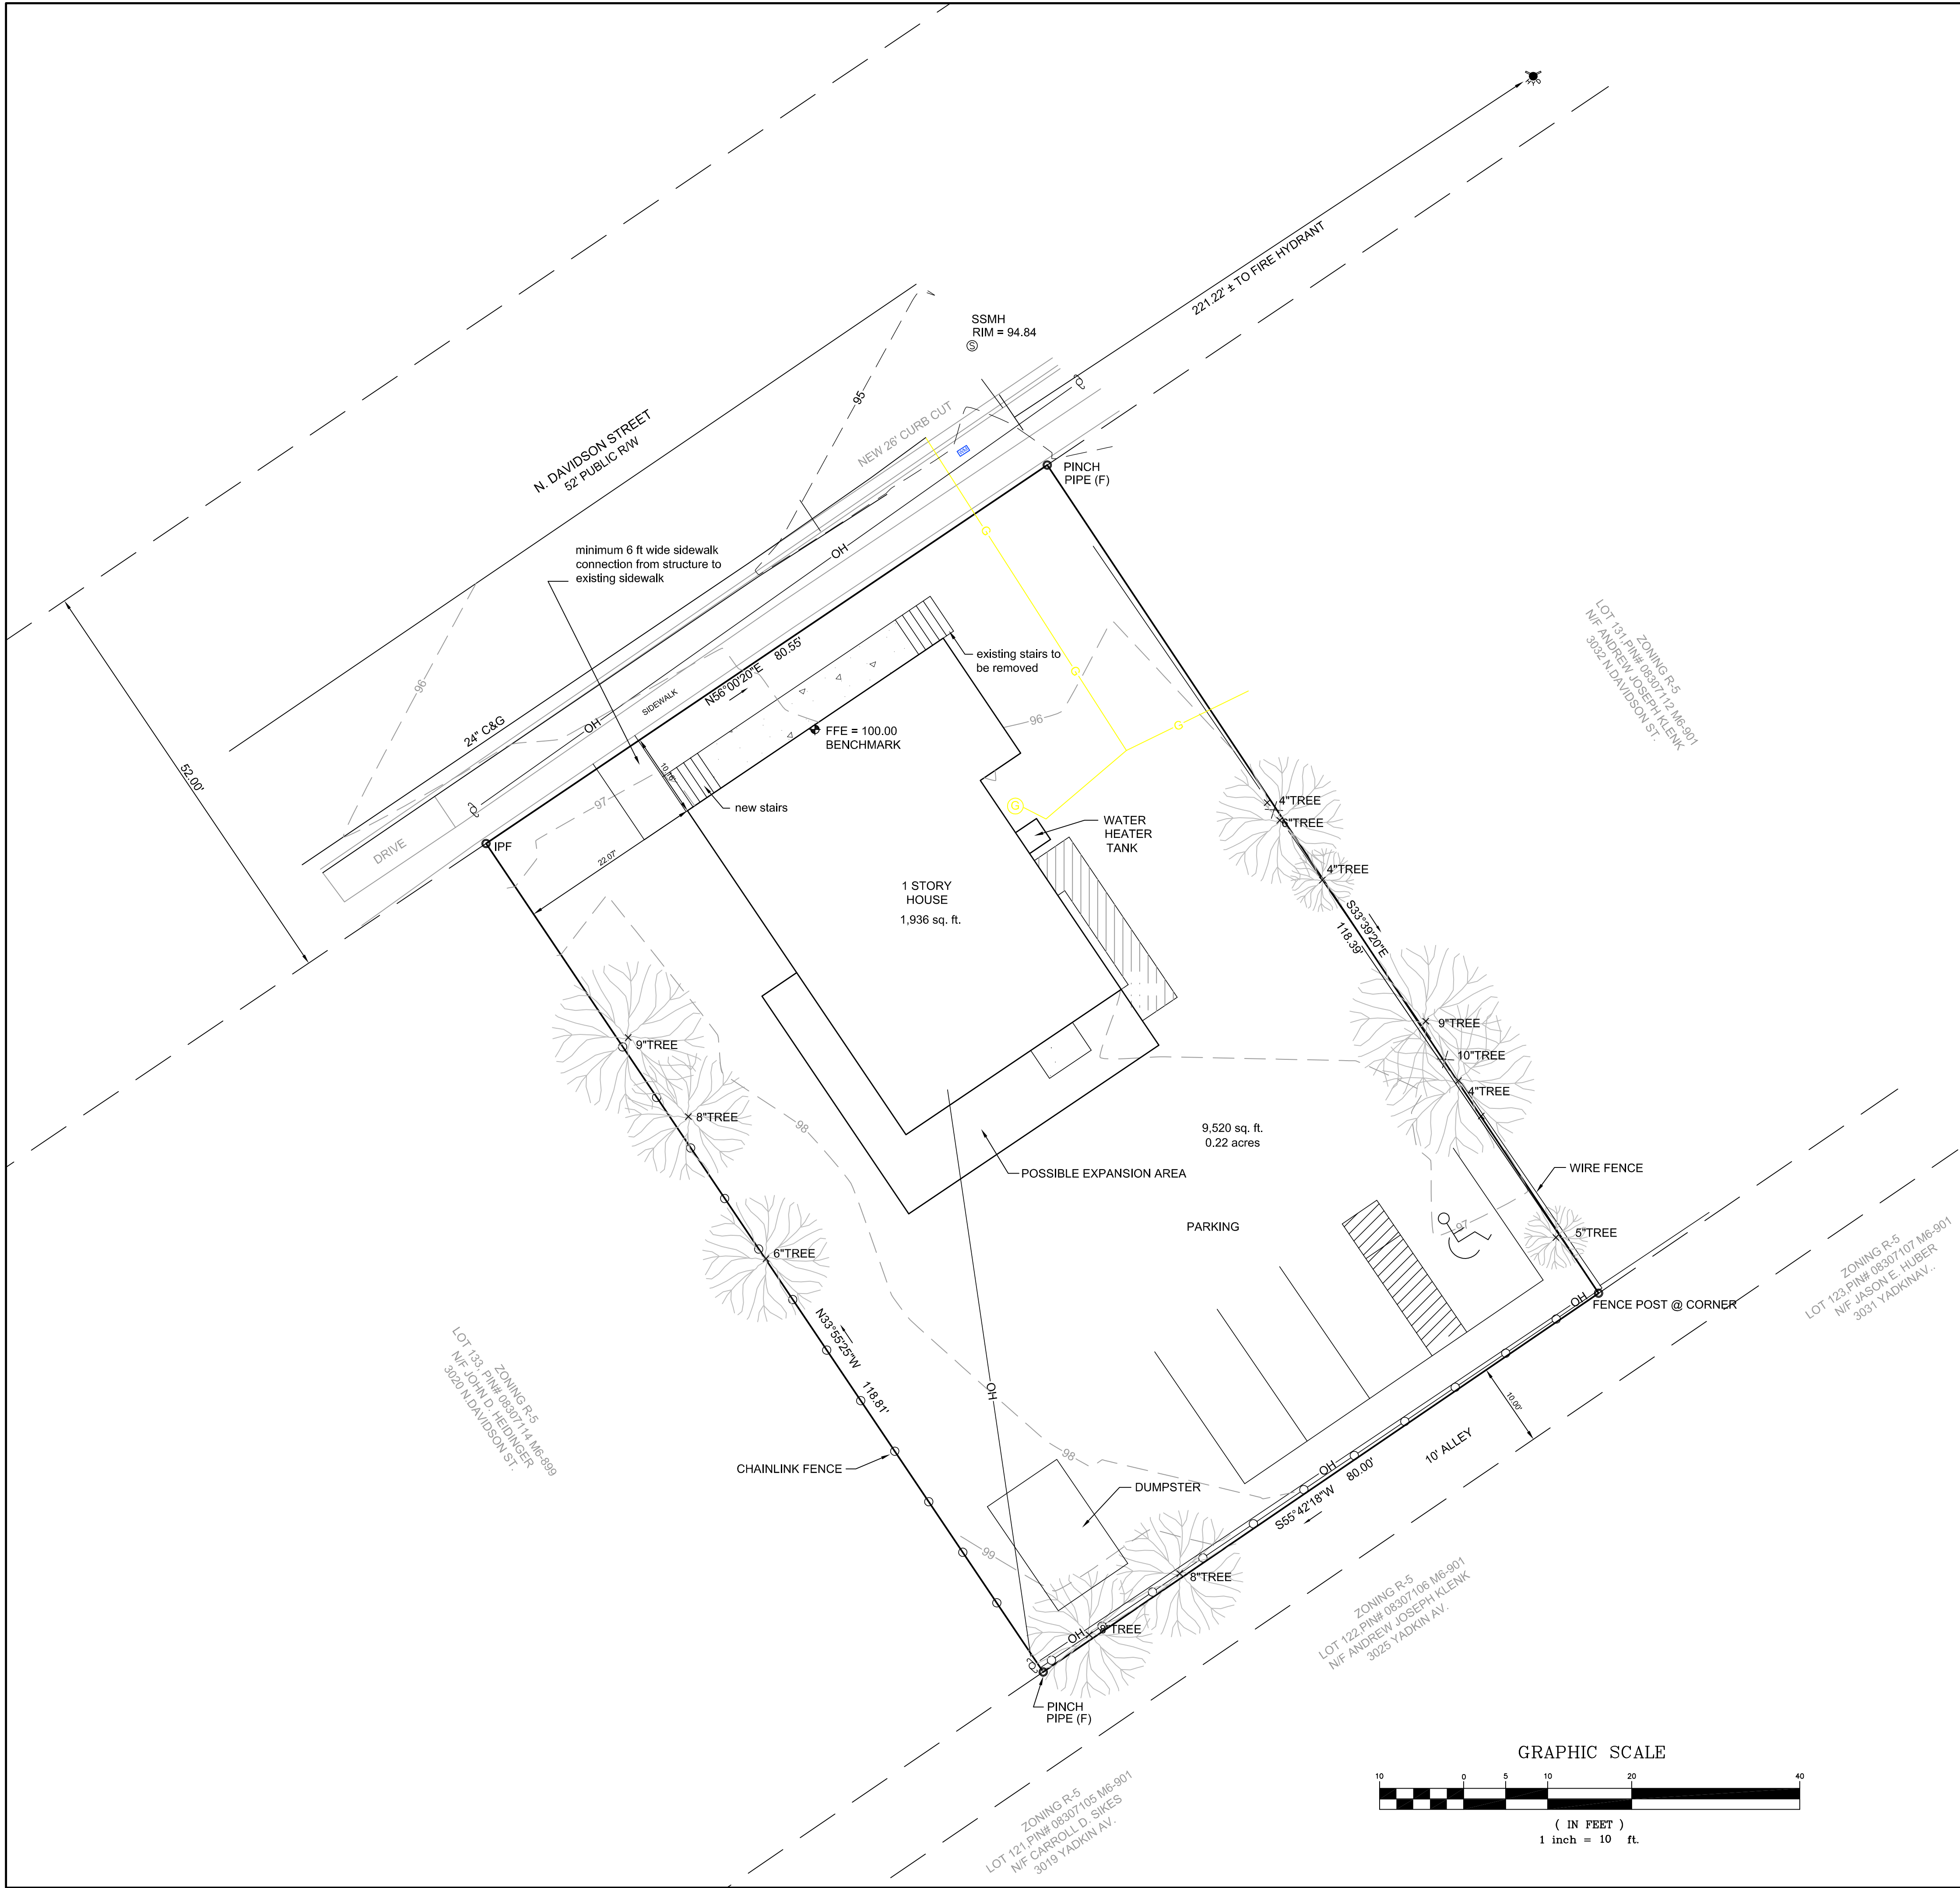 HYD
221.22' ± TO FIRE HYDRANT
SSMH
RIM = 94.84
S
95
NEW 26' CURB CUT
N. DAVIDSON STREET
52' PUBLIC R/W
PINCH
PIPE (F)
OH
G
minimum 6 ft wide sidewalk
connection from structure to
existing sidewalk
existing stairs to
be removed
N56°00'20"E 80.55'
SIDEWALK
96
OH
24" C&G
96
G
G
FFE = 100.00
BENCHMARK
ZONING R-5
LOT 131,PIN# 08307112 M6-901
N/F ANDREW JOSEPH KLENK
3032 N.DAVIDSON ST.
52.00'
10.16'
97
new stairs
G
4"TREE
6"TREE
WATER
HEATER
TANK
DRIVE
IPF
22.07'
4"TREE
1 STORY
HOUSE
1,936 sq. ft.
S33°39'20"E
118.39'
9"TREE
9"TREE
10"TREE
4"TREE
8"TREE
98
9,520 sq. ft.
0.22 acres
POSSIBLE EXPANSION AREA
WIRE FENCE
PARKING
97
5"TREE
6"TREE
FENCE POST @ CORNER
OH
ZONING R-5
LOT 123,PIN# 08307107 M6-901
N/F JASON E. HUBER
3031 YADKINAV..
N33°55'25"W 118.81'
ZONING R-5
LOT 133, PIN# 08307114 M6-899
N/F JOHN D. HEIDINGER
3020 N.DAVIDSON ST.
OH
10.00'
10' ALLEY
98
CHAINLINK FENCE
DUMPSTER
OH
S55°42'18"W 80.00'
99
8"TREE
8"TREE
OH
ZONING R-5
LOT 122,PIN# 08307106 M6-901
N/F ANDREW JOSEPH KLENK
3025 YADKIN AV.
PINCH
PIPE (F)
ZONING R-5
LOT 121,PIN# 08307105 M6-901
N/F CARROLL D. SIKES
3019 YADKIN AV.
GRAPHIC SCALE
10 0 5 10 20 40
( IN FEET )
1 inch = 10 ft.